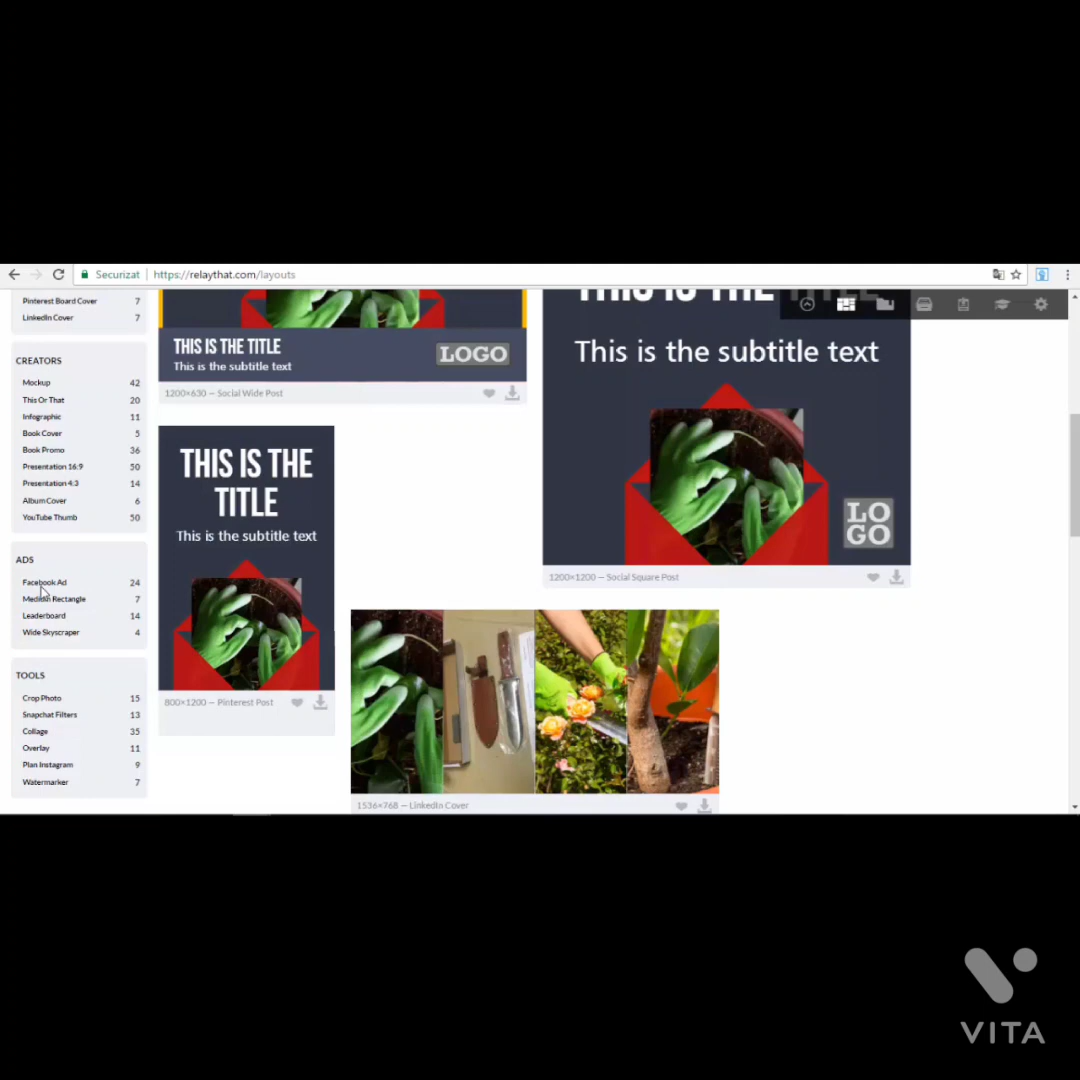 Securizat
https://relaythat.com/layouts
Pinterest Board Cover 7
LinkedIn Cover 7
CREATORS
Mockup 42
This Or That 20
Infographic 11
Book Cover 5
Book Promo 36
Presentation 16:9 50
Presentation 4:3 14
Album Cover 6
YouTube Thumb 50
ADS
Facebook Ad 24
Median Rectangle 7
Leaderboard 14
Wide Skyscraper 4
TOOLS
Crop Photo 15
Snapchat Filters 13
Collage 35
Overlay 11
Plan Instagram 9
Watermarker 7
THIS IS THE TITLE
This is the subtitle text
LOGO
1200×630 — Social Wide Post
THIS IS THE
TITLE
This is the subtitle text
800×1200 — Pinterest Post
THIS IS THE TITLE
This is the subtitle text
LO
GO
1200×1200 — Social Square Post
1536×768 — LinkedIn Cover
VITA